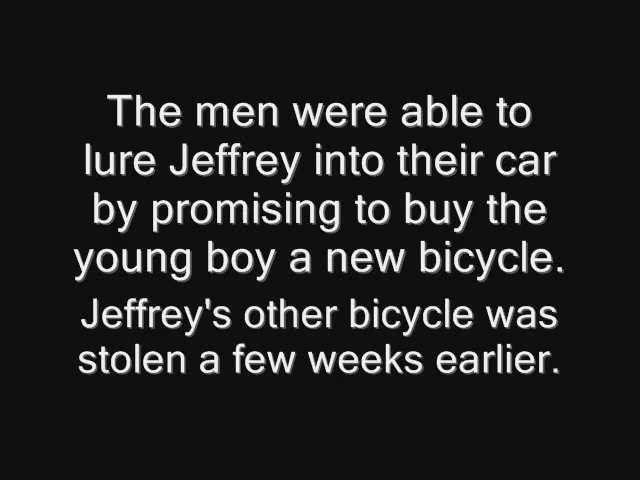 The men were able to
lure Jeffrey into their car
by promising to buy the
young boy a new bicycle.
Jeffrey's other bicycle was
stolen a few weeks earlier.